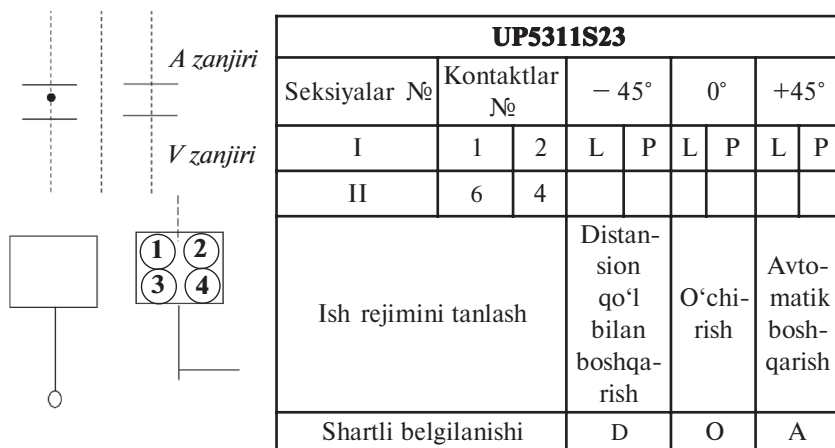 A zanjiri
V zanjiri
1 2
3 4
UP5311S23
Seksiyalar № Kontaktlar № − 45° 0° +45°
I 1 2 L P L P L P
II 6 4
Ish rejimini tanlash
Distan-
sion
qo‘l
bilan
boshqa-
rish
O‘chi-
rish
Avto-
matik
bosh-
qarish
Shartli belgilanishi D O A